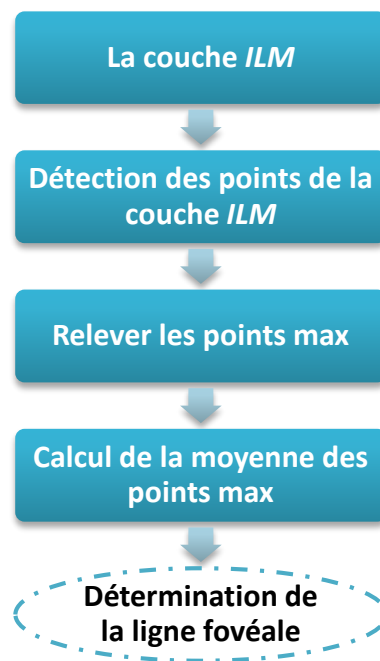 La couche ILM
Détection des points de la
couche ILM
Relever les points max
Calcul de la moyenne des
points max
Détermination de
la ligne fovéale